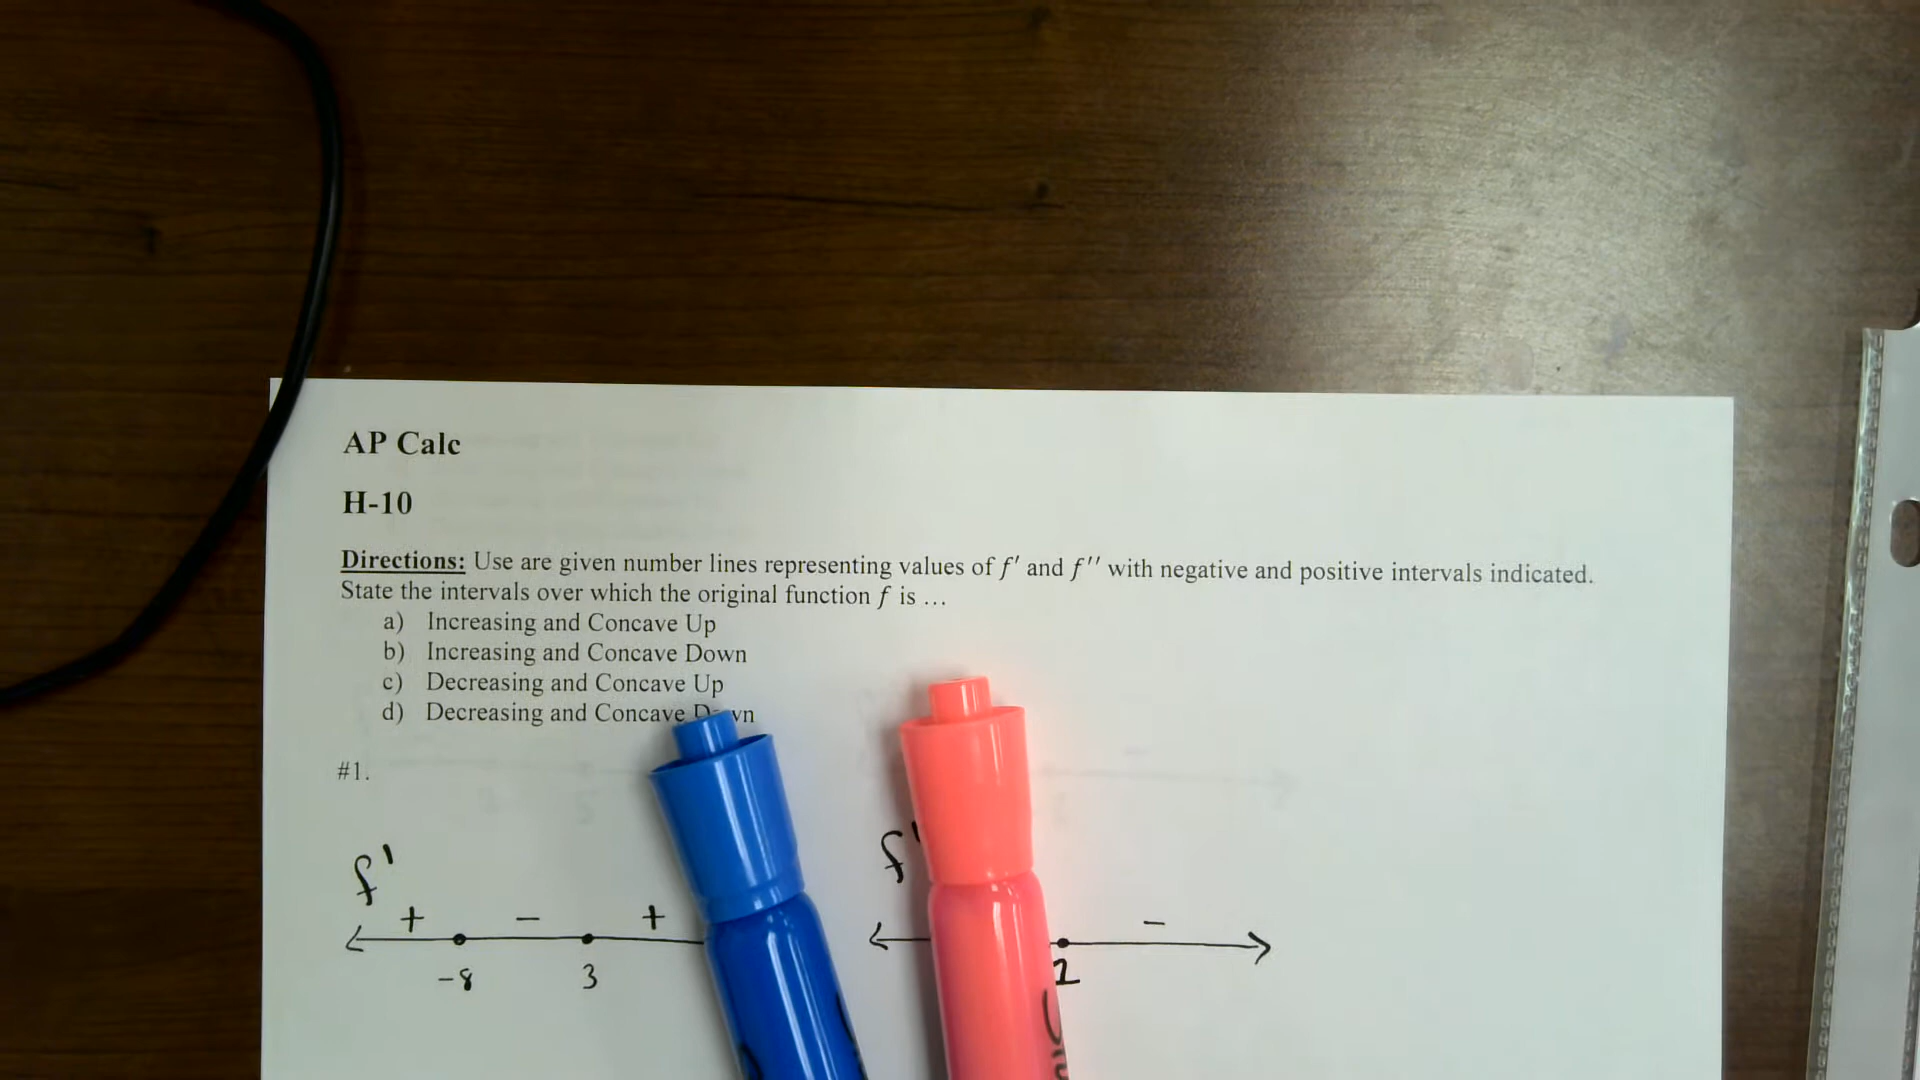 AP Calc
H-10
Directions: Use are given number lines representing values of f′ and f′′ with negative and positive intervals indicated.
State the intervals over which the original function f is …
a) Increasing and Concave Up
b) Increasing and Concave Down
c) Decreasing and Concave Up
d) Decreasing and Concave
#1.
f'
+ − +
-8 3
f'
−